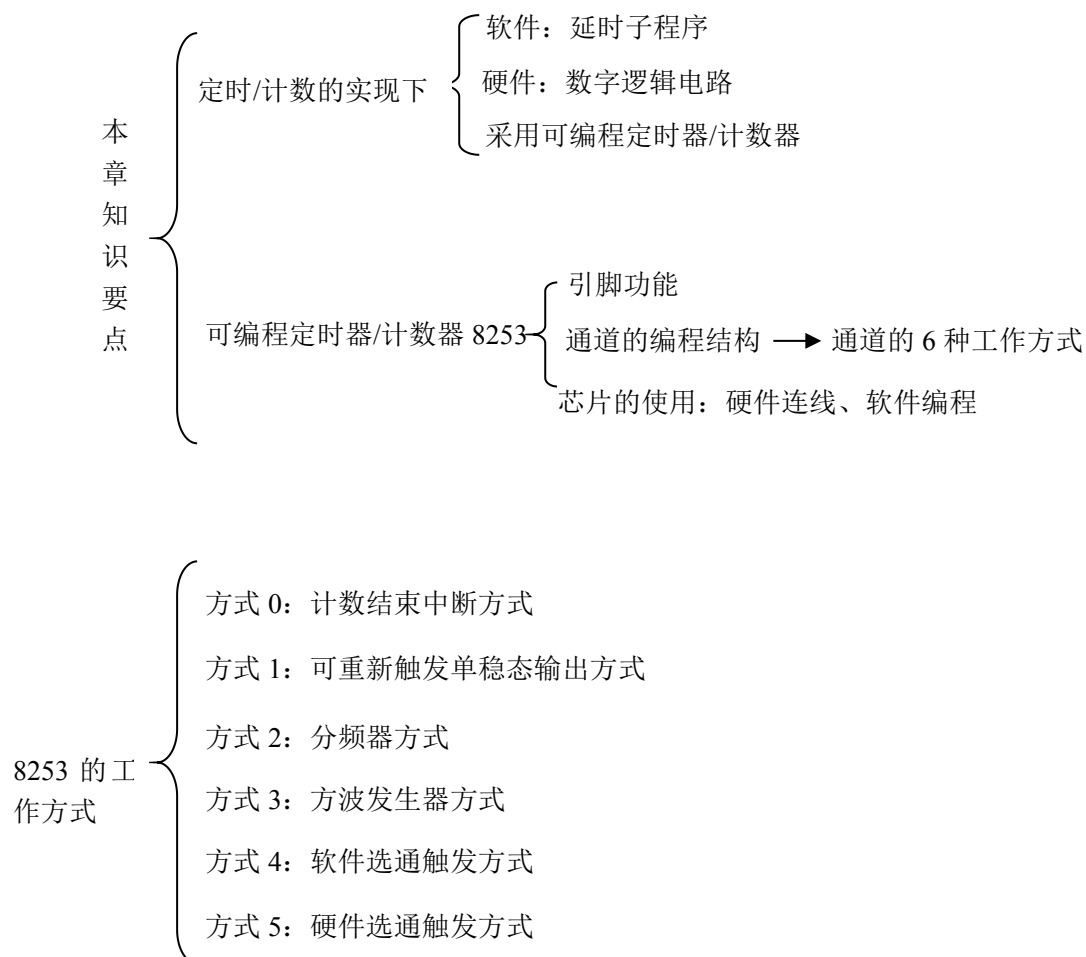 本章知识要点
定时/计数的实现下
软件：延时子程序
硬件：数字逻辑电路
采用可编程定时器/计数器
可编程定时器/计数器 8253
引脚功能
通道的编程结构 → 通道的 6 种工作方式
芯片的使用：硬件连线、软件编程
8253 的工
作方式
方式 0：计数结束中断方式
方式 1：可重新触发单稳态输出方式
方式 2：分频器方式
方式 3：方波发生器方式
方式 4：软件选通触发方式
方式 5：硬件选通触发方式